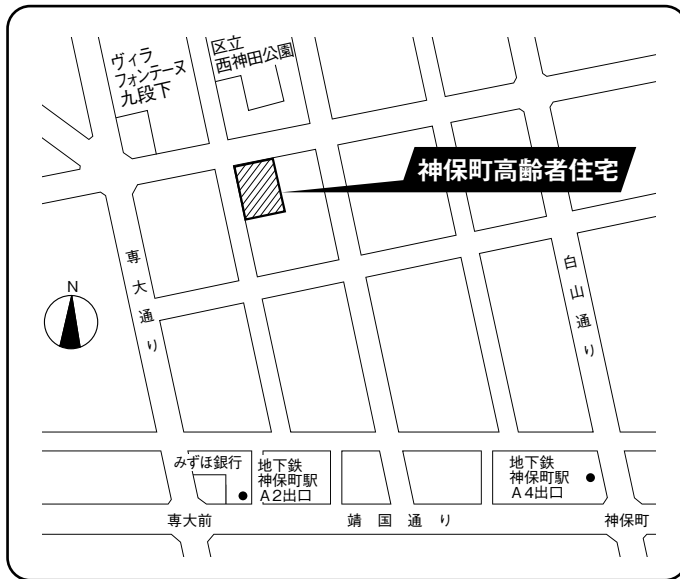 ヴィラ
フォンテーヌ
九段下
区立
西神田公園
神保町高齢者住宅
専大通り
白山通り
N
みずほ銀行
地下鉄
神保町駅
A2出口
地下鉄
神保町駅
A4出口
専大前
靖国通り
神保町